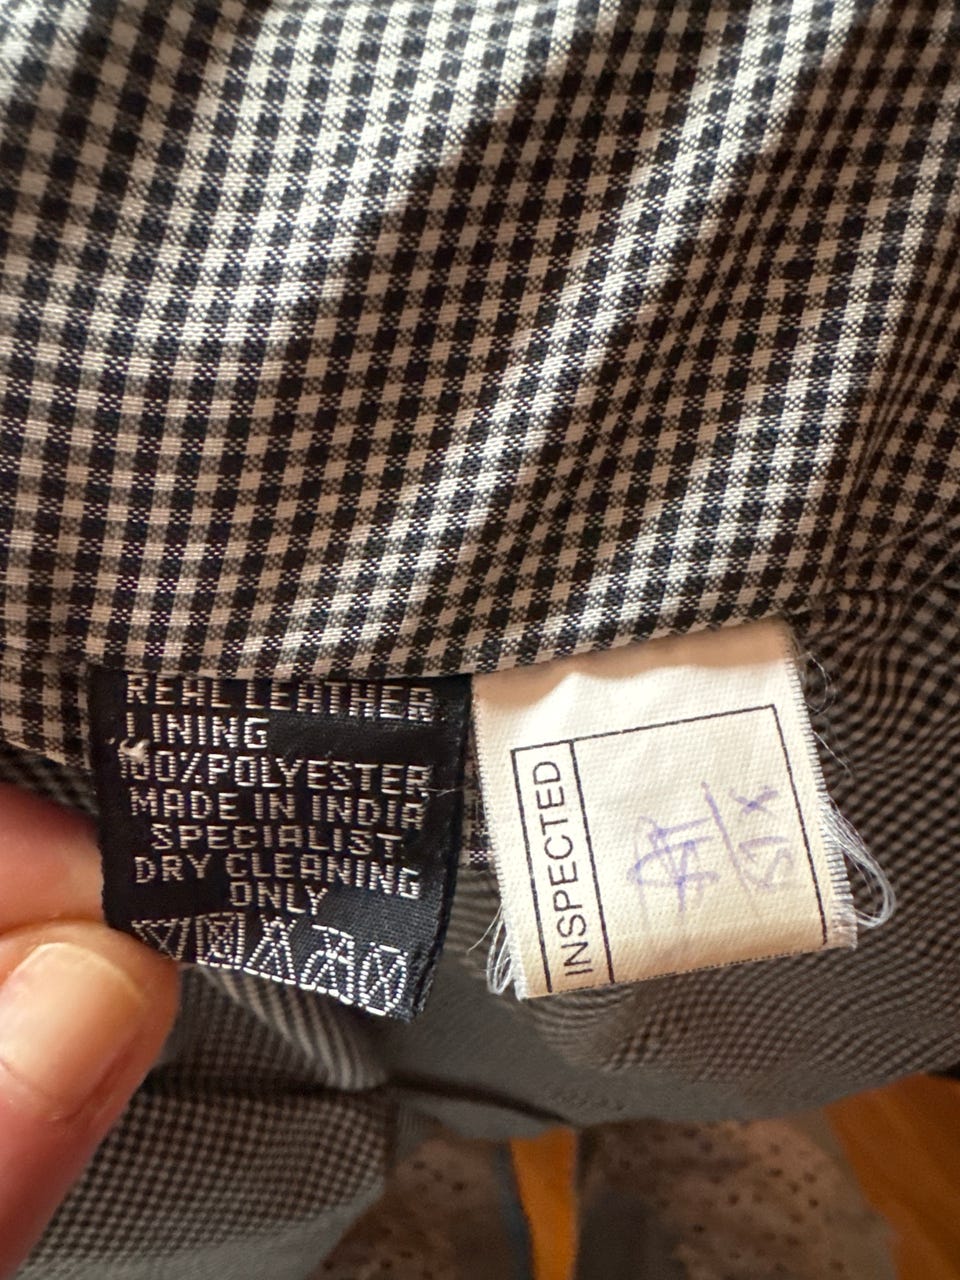 REAL LEATHER
LINING
100%POLYESTER
MADE IN INDIA
SPECIALIST
DRY CLEANING
ONLY
INSPECTED